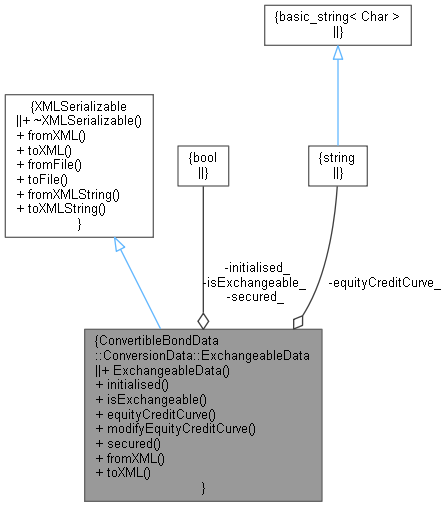 {basic_string< Char >
||}
{XMLSerializable
||+ ~XMLSerializable()
+ fromXML()
+ toXML()
+ fromFile()
+ toFile()
+ fromXMLString()
+ toXMLString()
}
{bool
||}
{string
||}
-initialised_
-isExchangeable_
-secured_
-equityCreditCurve_
{ConvertibleBondData
::ConversionData::ExchangeableData
||+ ExchangeableData()
+ initialised()
+ isExchangeable()
+ equityCreditCurve()
+ modifyEquityCreditCurve()
+ secured()
+ fromXML()
+ toXML()
}